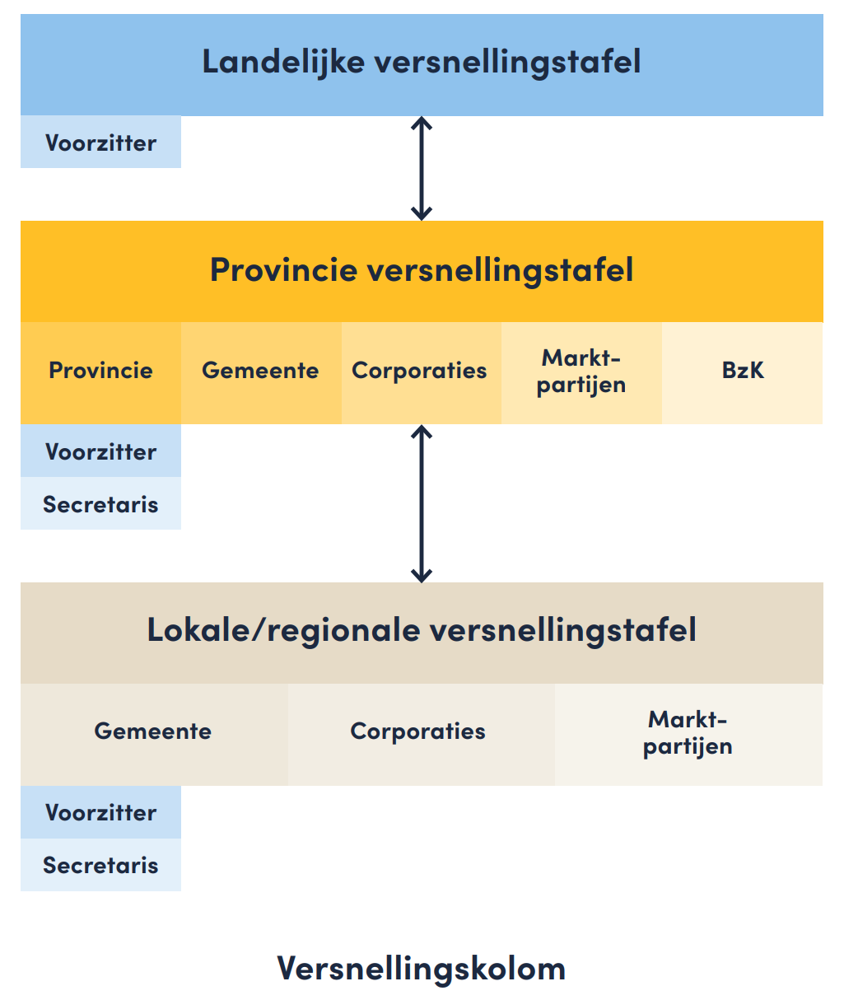 Landelijke versnellingstafel
Voorzitter
Provincie versnellingstafel
Provincie
Gemeente
Corporaties
Markt-
partijen
BzK
Voorzitter
Secretaris
Lokale/regionale versnellingstafel
Gemeente
Corporaties
Markt-
partijen
Voorzitter
Secretaris
Versnellingskolom